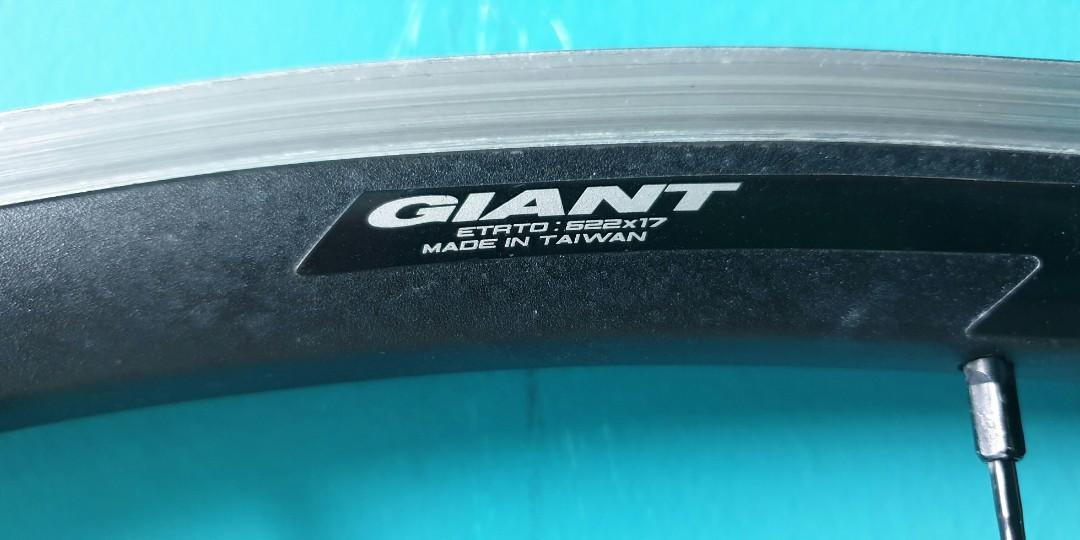 GIANT
ETRTO : 622x17
MADE IN TAIWAN